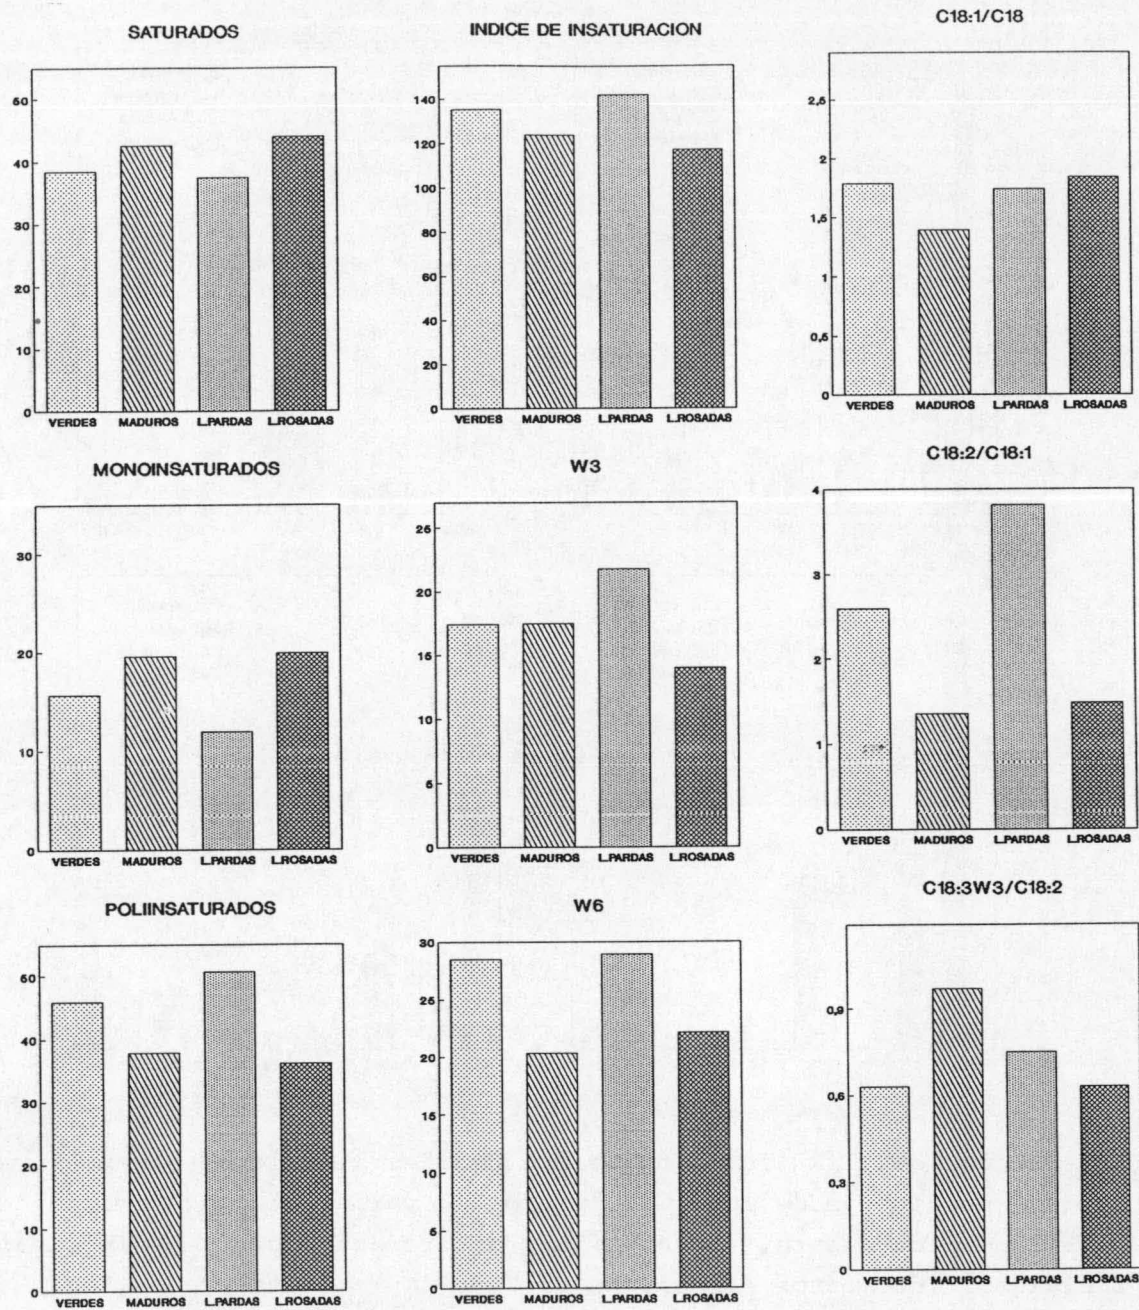 SATURADOS
50
40
30
20
10
0
VERDES MADUROS L.PARDAS L.ROSADAS
INDICE DE INSATURACION
140
120
100
80
60
40
20
0
VERDES MADUROS L.PARDAS L.ROSADAS
C18:1/C18
2,5
2
1,5
1
0,5
0
VERDES MADUROS L.PARDAS L.ROSADAS
MONOINSATURADOS
30
20
10
0
VERDES MADUROS L.PARDAS L.ROSADAS
W3
25
20
15
10
5
0
VERDES MADUROS L.PARDAS L.ROSADAS
C18:2/C18:1
4
3
2
1
0
VERDES MADUROS L.PARDAS L.ROSADAS
POLIINSATURADOS
50
40
30
20
10
0
VERDES MADUROS L.PARDAS L.ROSADAS
W6
30
25
20
15
10
5
0
VERDES MADUROS L.PARDAS L.ROSADAS
C18:3W3/C18:2
0,9
0,6
0,3
0
VERDES MADUROS L.PARDAS L.ROSADAS